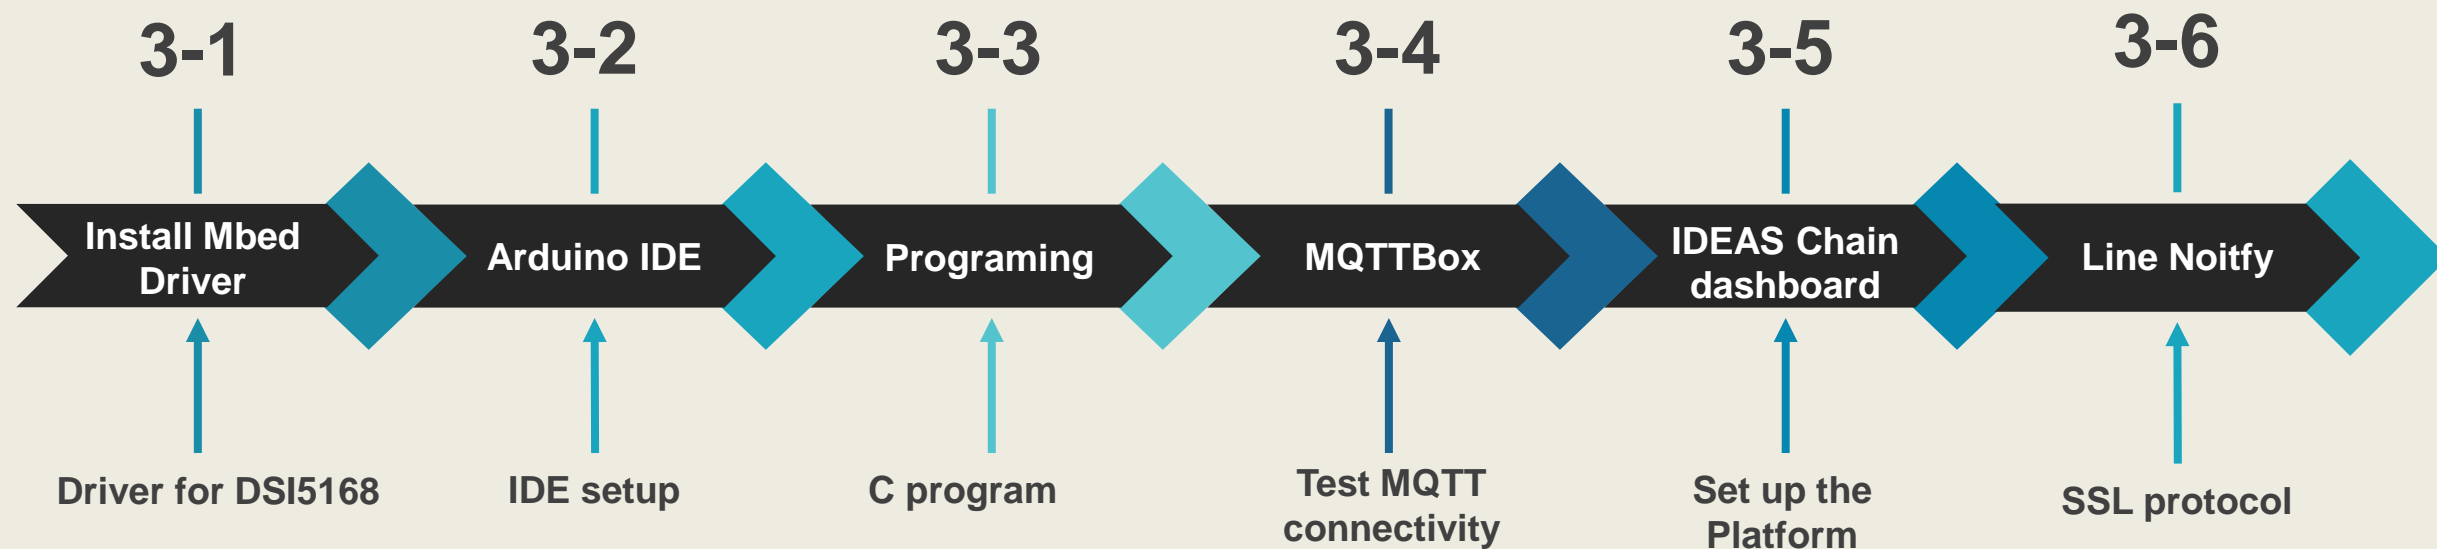 3-1
3-2
3-3
3-4
3-5
3-6
Install Mbed
Driver
Arduino IDE
Programing
MQTTBox
IDEAS Chain
dashboard
Line Noitfy
Driver for DSI5168
IDE setup
C program
Test MQTT
connectivity
Set up the
Platform
SSL protocol